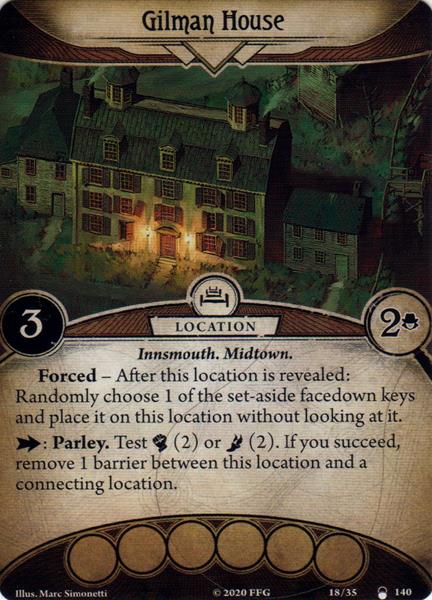 Gilman House
3
LOCATION
2
Innsmouth. Midtown.
Forced – After this location is revealed:
Randomly choose 1 of the set-aside facedown keys
and place it on this location without looking at it.
: Parley. Test (2) or (2). If you succeed,
remove 1 barrier between this location and a
connecting location.
Illus. Marc Simonetti © 2020 FFG 18/35 140